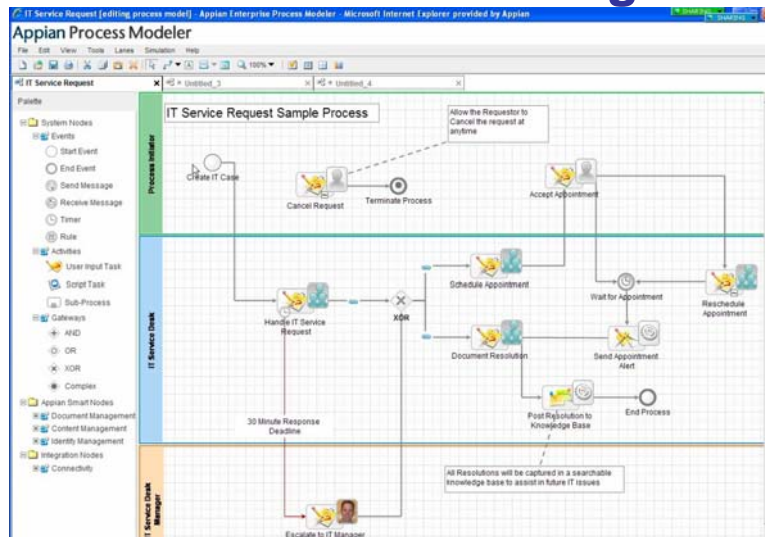 IT Service Request [editing process model] - Appian Enterprise Process Modeler - Microsoft Internet Explorer provided by Appian
Appian Process Modeler
File Edit View Tools Lanes Simulation Help
100%
IT Service Request x * Untitled_3 x * Untitled_4 x
Palette
System Nodes
Events
Start Event
End Event
Send Message
Receive Message
Timer
Rule
Activities
User Input Task
Script Task
Sub-Process
Gateways
AND
OR
XOR
Complex
Appian Smart Nodes
Document Management
Content Management
Identity Management
Integration Nodes
Connectivity
Process Initiator
IT Service Request Sample Process
Allow the Requestor to
Cancel the request at
anytime
Create IT Case
Cancel Request
Terminate Process
Accept Appointment
IT Service Desk
Handle IT Service
Request
XOR
Schedule Appointment
Wait for Appointment
Reschedule
Appointment
Document Resolution
Send Appointment
Alert
Post Resolution to
Knowledge Base
End Process
30 Minute Response
Deadline
All Resolutions will be captured in a searchable
knowledge base to assist in future IT issues
IT Service Desk
Manager
Escalate to IT Manager